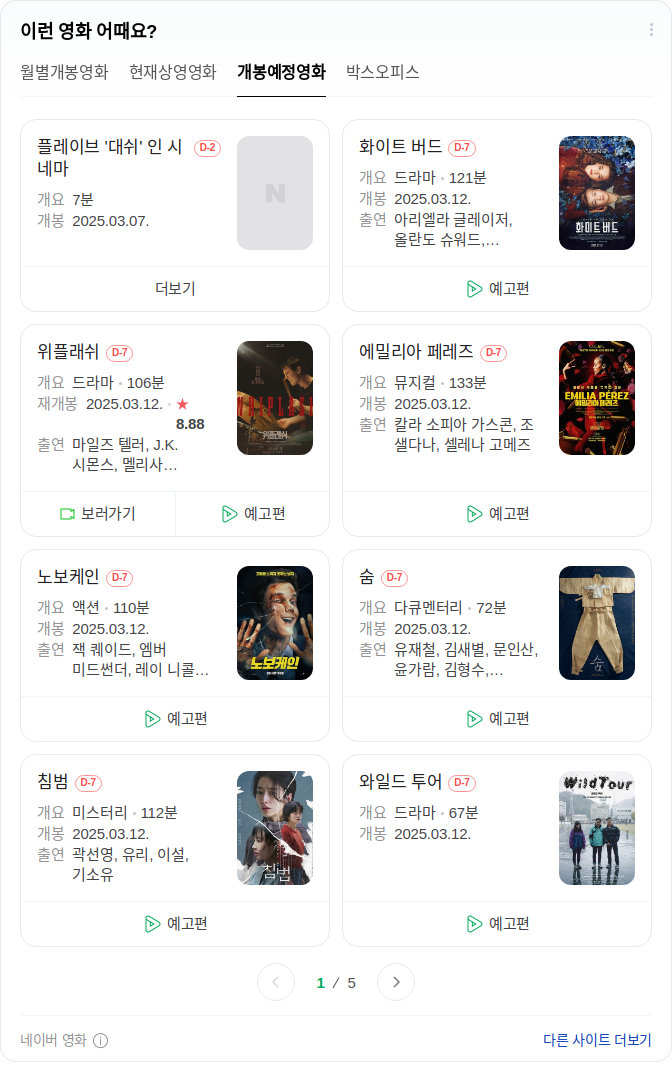 이런 영화 어때요?
월별개봉영화 현재상영영화 개봉예정영화 박스오피스
플레이브 '대쉬' 인 시 D-2
네마
개요 7분
개봉 2025.03.07.
더보기
화이트 버드 D-7
개요 드라마 • 121분
개봉 2025.03.12.
출연 아리엘라 글레이저,
올란도 슈워드,…
화이트 버드
예고편
위플래쉬 D-7
개요 드라마 • 106분
재개봉 2025.03.12. • ★
8.88
출연 마일즈 텔러, J.K.
시몬스, 멜리사…
WHIPLASH
위플래쉬
보러가기
예고편
에밀리아 페레즈 D-7
개요 뮤지컬 • 133분
개봉 2025.03.12.
출연 칼라 소피아 가스콘, 조
샐다나, 셀레나 고메즈
EMILIA PÉREZ
에밀리아 페레즈
예고편
노보케인 D-7
개요 액션 • 110분
개봉 2025.03.12.
출연 잭 퀘이드, 엠버
미드썬더, 레이 니콜…
노보케인
예고편
숨 D-7
개요 다큐멘터리 • 72분
개봉 2025.03.12.
출연 유재철, 김새별, 문인산,
윤가람, 김형수,…
숨
예고편
침범 D-7
개요 미스터리 • 112분
개봉 2025.03.12.
출연 곽선영, 유리, 이설,
기소유
침범
예고편
와일드 투어 D-7
개요 드라마 • 67분
개봉 2025.03.12.
Wild Tour
예고편
1 / 5
네이버 영화
다른 사이트 더보기